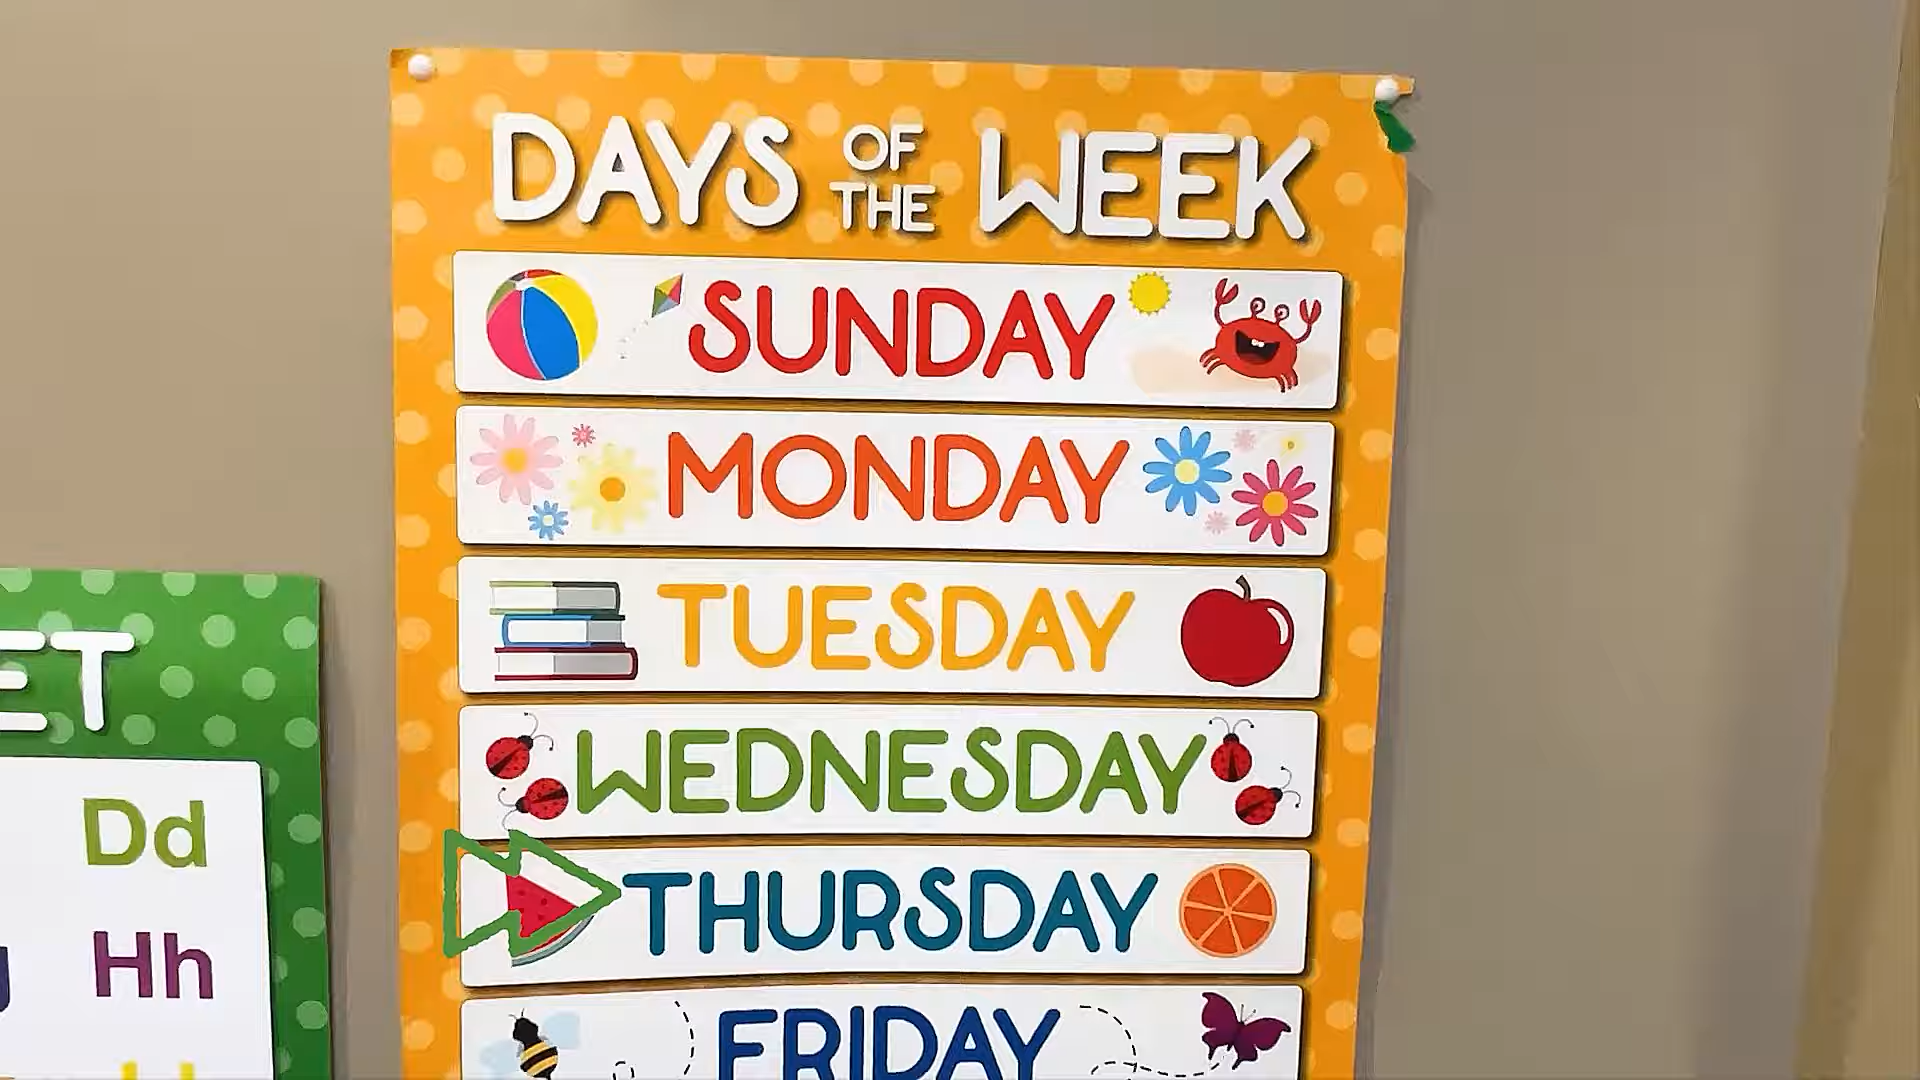 DAYS OF THE WEEK
SUNDAY
MONDAY
TUESDAY
WEDNESDAY
THURSDAY
FRIDAY
ET
Dd
Hh